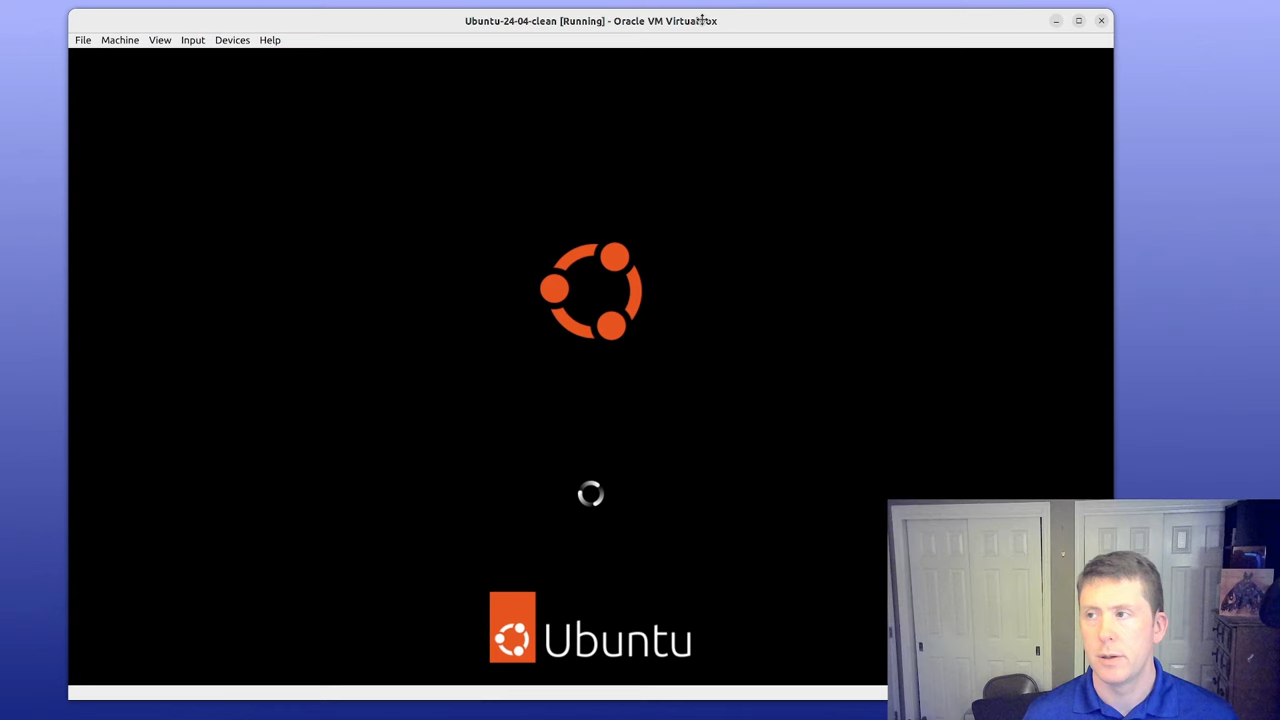 Ubuntu-24-04-clean [Running] - Oracle VM VirtualBox
File Machine View Input Devices Help
Ubuntu